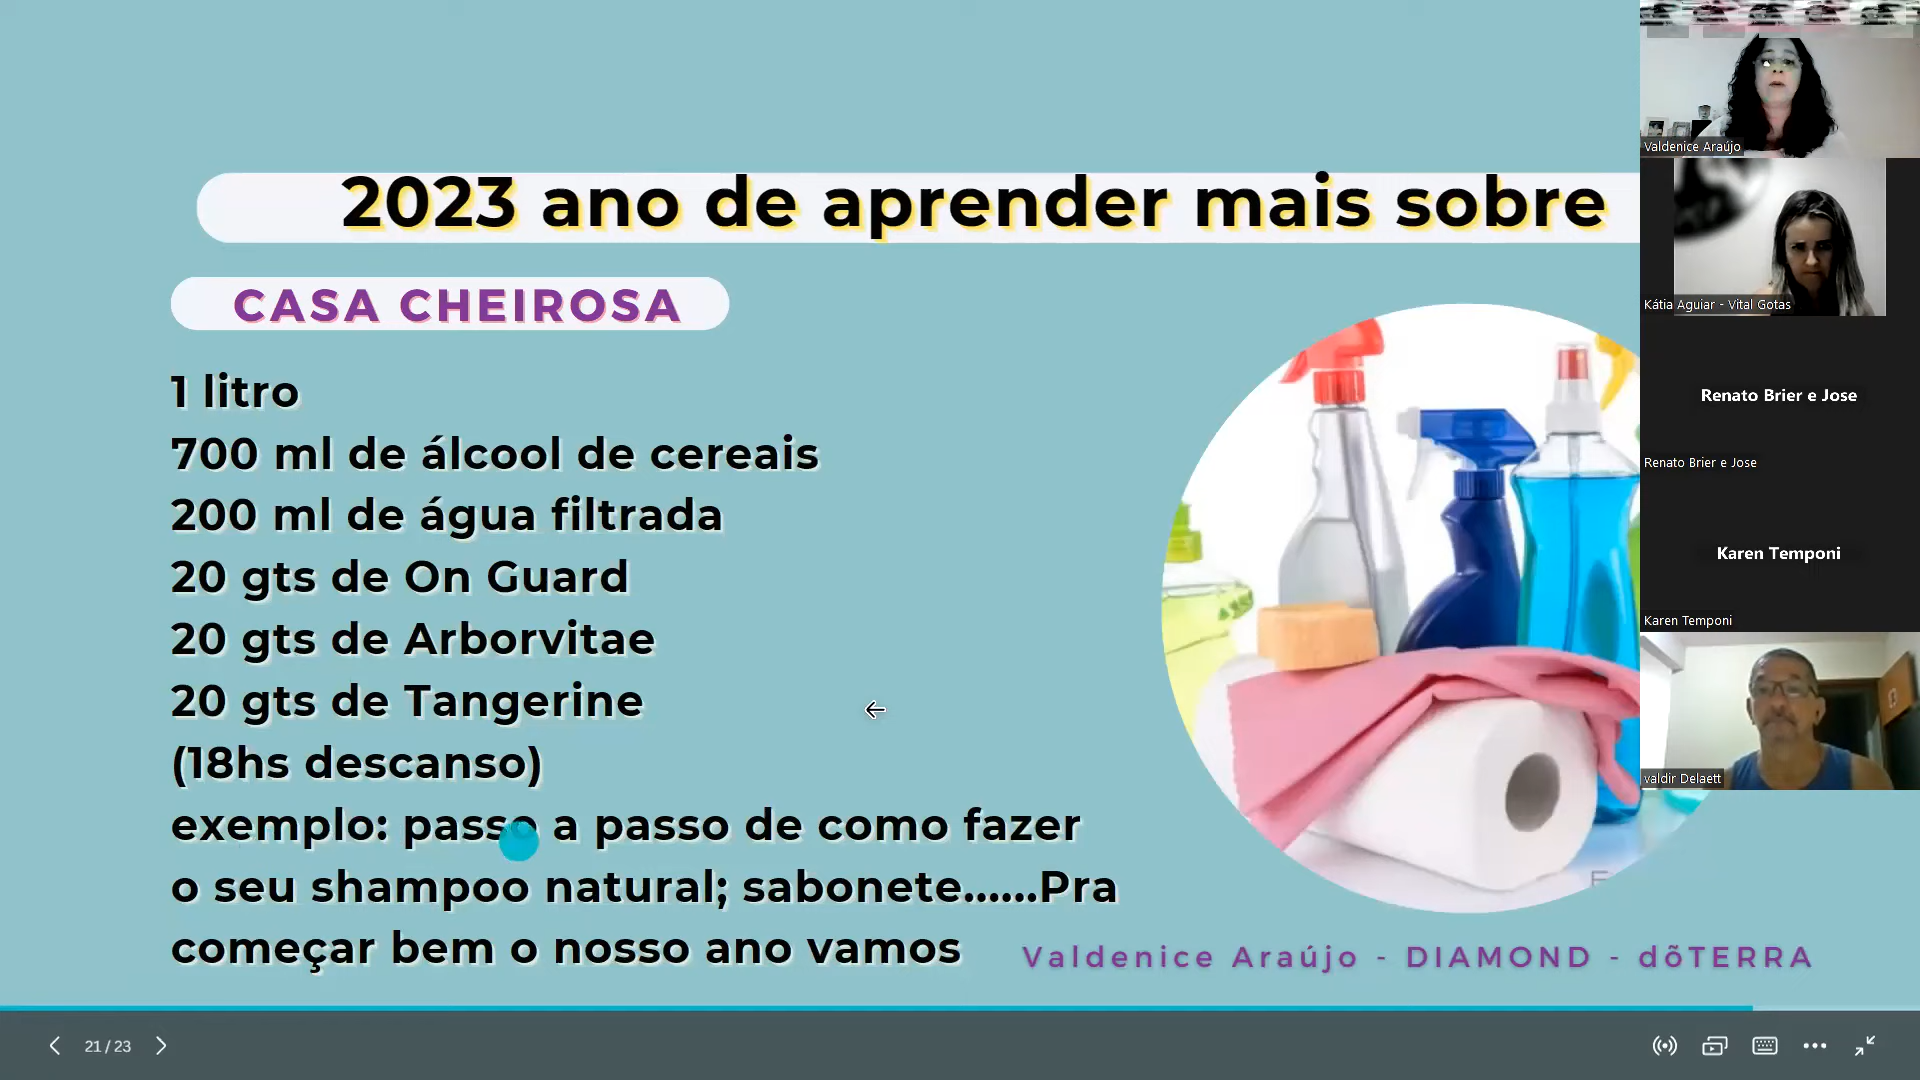 2023 ano de aprender mais sobre
CASA CHEIROSA
1 litro
700 ml de álcool de cereais
200 ml de água filtrada
20 gts de On Guard
20 gts de Arborvitae
20 gts de Tangerine
(18hs descanso)
exemplo: passo a passo de como fazer
o seu shampoo natural; sabonete......Pra
começar bem o nosso ano vamos
Valdenice Araújo - DIAMOND - dõTERRA
21 / 23
Valdenice Araújo
Kátia Aguiar - Vital Gotas
Renato Brier e Jose
Renato Brier e Jose
Karen Temponi
Karen Temponi
valdir Delaett